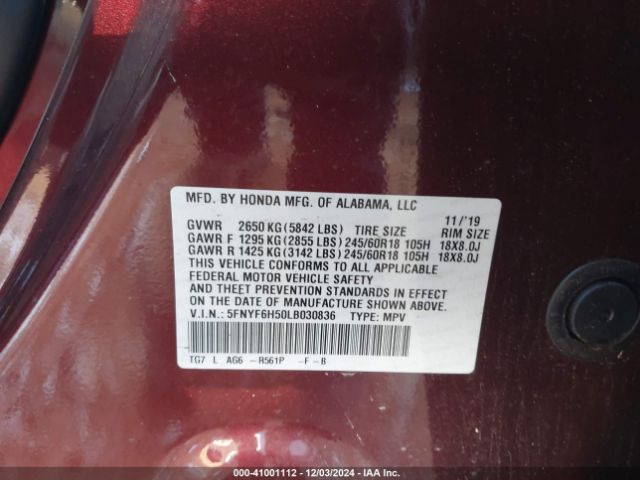 MFD. BY HONDA MFG. OF ALABAMA, LLC
11/'19
GVWR 2650 KG (5842 LBS) TIRE SIZE RIM SIZE
GAWR F 1295 KG (2855 LBS) 245/60R18 105H 18X8.0J
GAWR R 1425 KG (3142 LBS) 245/60R18 105H 18X8.0J
THIS VEHICLE CONFORMS TO ALL APPLICABLE
FEDERAL MOTOR VEHICLE SAFETY
AND THEFT PREVENTION STANDARDS IN EFFECT
ON THE DATE OF MANUFACTURE SHOWN ABOVE.
V.I.N.: 5FNYF6H50LB030836 TYPE: MPV
TG7 L AG6 -R561P -F -B
000-41001112 - 12/03/2024 - IAA Inc.